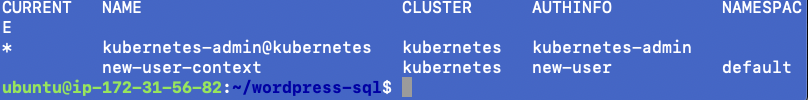 CURRENT NAME CLUSTER AUTHINFO NAMESPAC
E
* kubernetes-admin@kubernetes kubernetes kubernetes-admin
new-user-context kubernetes new-user default
ubuntu@ip-172-31-56-82:~/wordpress-sql$